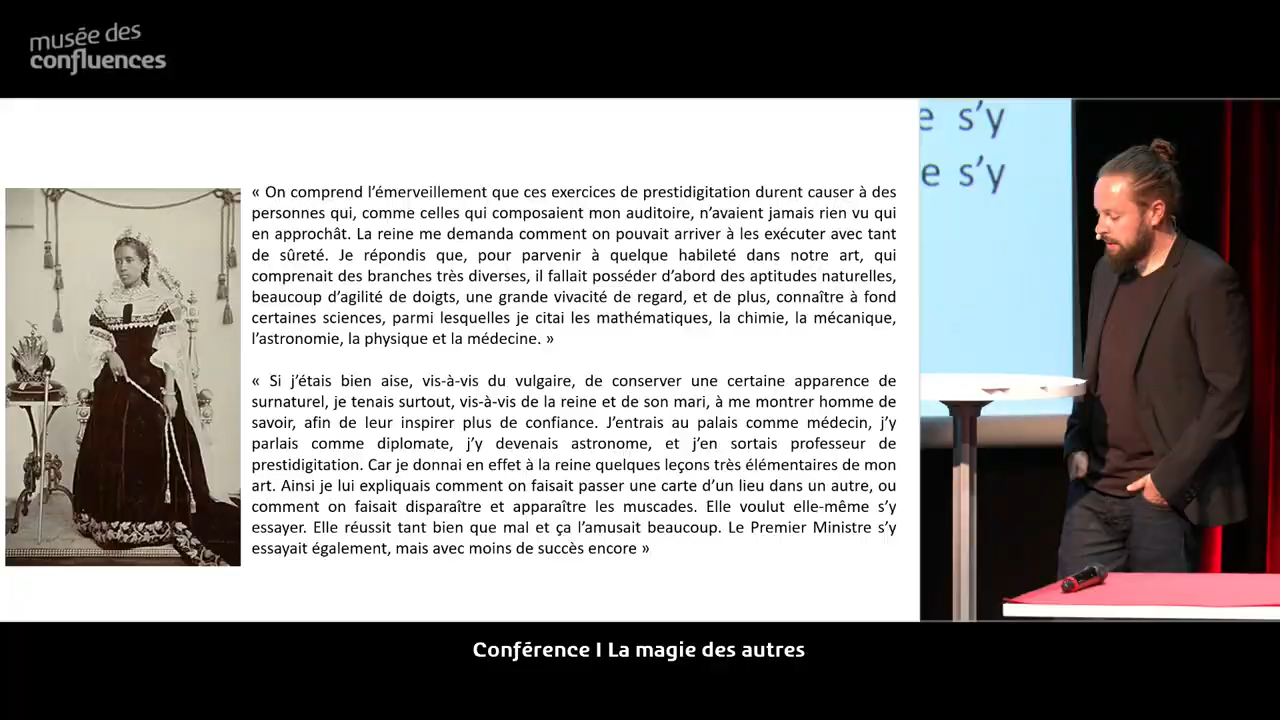 musée des
confluences
« On comprend l’émerveillement que ces exercices de prestidigitation durent causer à des
personnes qui, comme celles qui composaient mon auditoire, n’avaient jamais rien vu qui
en approchât. La reine me demanda comment on pouvait arriver à les exécuter avec tant
de sûreté. Je répondis que, pour parvenir à quelque habileté dans notre art, qui
comprenait des branches très diverses, il fallait posséder d’abord des aptitudes naturelles,
beaucoup d’agilité de doigts, une grande vivacité de regard, et de plus, connaître à fond
certaines sciences, parmi lesquelles je citai les mathématiques, la chimie, la mécanique,
l’astronomie, la physique et la médecine. »
« Si j’étais bien aise, vis-à-vis du vulgaire, de conserver une certaine apparence de
surnaturel, je tenais surtout, vis-à-vis de la reine et de son mari, à me montrer homme de
savoir, afin de leur inspirer plus de confiance. J’entrais au palais comme médecin, j’y
parlais comme diplomate, j’y devenais astronome, et j’en sortais professeur de
prestidigitation. Car je donnai en effet à la reine quelques leçons très élémentaires de mon
art. Ainsi je lui expliquais comment on faisait passer une carte d’un lieu dans un autre, ou
comment on faisait disparaître et apparaître les muscades. Elle voulut elle-même s’y
essayer. Elle réussit tant bien que mal et ça l’amusait beaucoup. Le Premier Ministre s’y
essayait également, mais avec moins de succès encore »
e s’y
e s’y
Conférence I La magie des autres